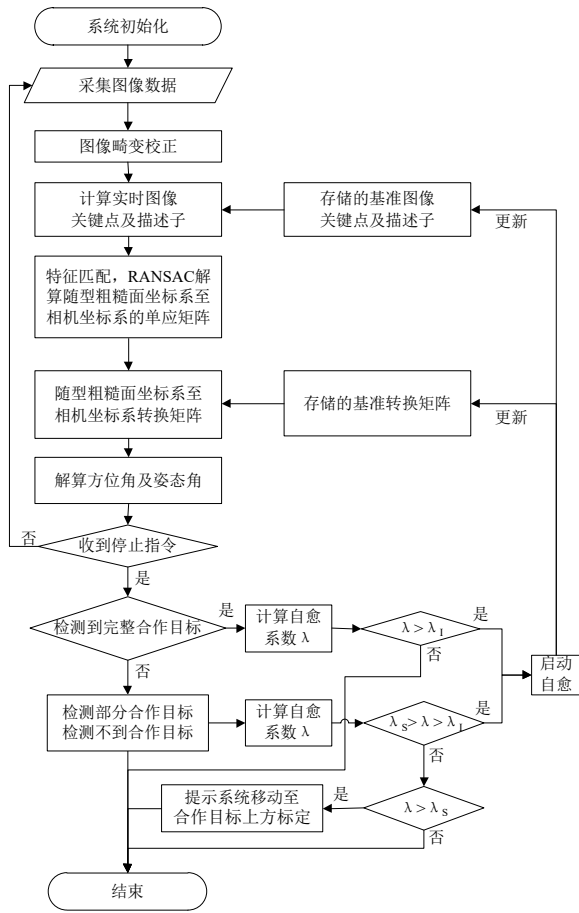 系统初始化
采集图像数据
图像畸变校正
计算实时图像
关键点及描述子
存储的基准图像
关键点及描述子
更新
特征匹配，RANSAC解
算随型粗糙面坐标系至
相机坐标系的单应矩阵
随型粗糙面坐标系至
相机坐标系转换矩阵
存储的基准转换矩阵
更新
解算方位角及姿态角
否
收到停止指令
是
检测到完整合作目标
是
计算自愈
系数 λ
λ＞λI
是
否
启动
自愈
否
检测部分合作目标
检测不到合作目标
计算自愈
系数 λ
λS＞λ＞λI
是
否
提示系统移动至
合作目标上方标定
是
λ＞λS
否
结束